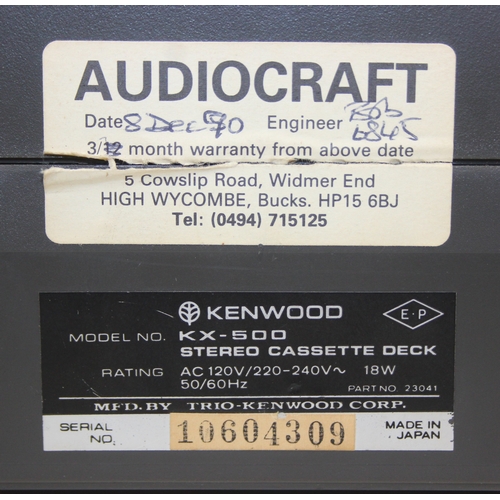 AUDIOCRAFT
Date 8 Dec 90 Engineer Bob
6845
3/12 month warranty from above date
5 Cowslip Road, Widmer End
HIGH WYCOMBE, Bucks. HP15 6BJ
Tel: (0494) 715125
KENWOOD E·P
MODEL NO. KX-500
STEREO CASSETTE DECK
RATING AC 120V/220-240V~ 18W
50/60Hz PART NO. 23041
MFD.BY TRIO-KENWOOD CORP.
SERIAL NO. 10604309 MADE IN JAPAN